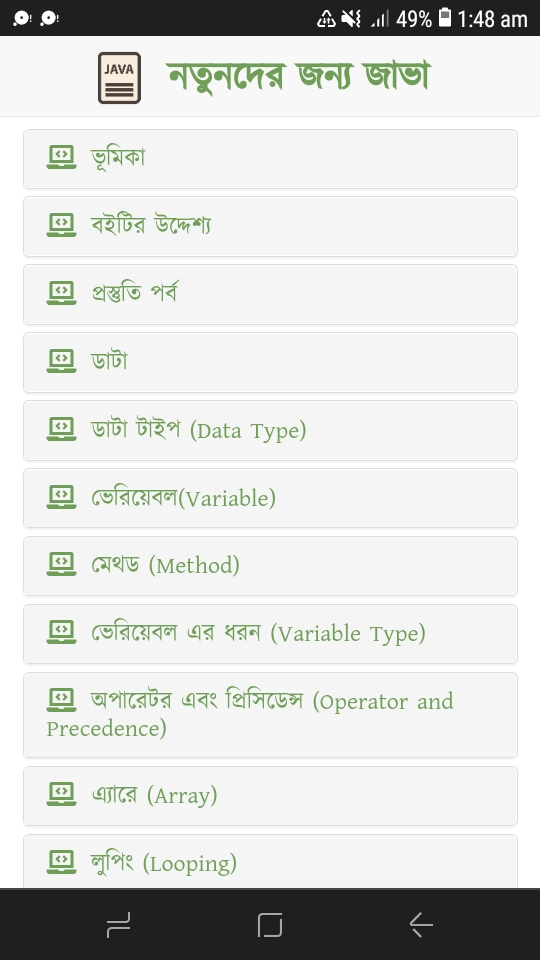 49% 1:48 am
JAVA নতুনদের জন্য জাভা
ভূমিকা
বইটির উদ্দেশ্য
প্রস্তুতি পর্ব
ডাটা
ডাটা টাইপ (Data Type)
ভেরিয়েবল(Variable)
মেথড (Method)
ভেরিয়েবল এর ধরন (Variable Type)
অপারেটর এবং প্রিসিডেন্স (Operator and
Precedence)
এ্যারে (Array)
লুপিং (Looping)